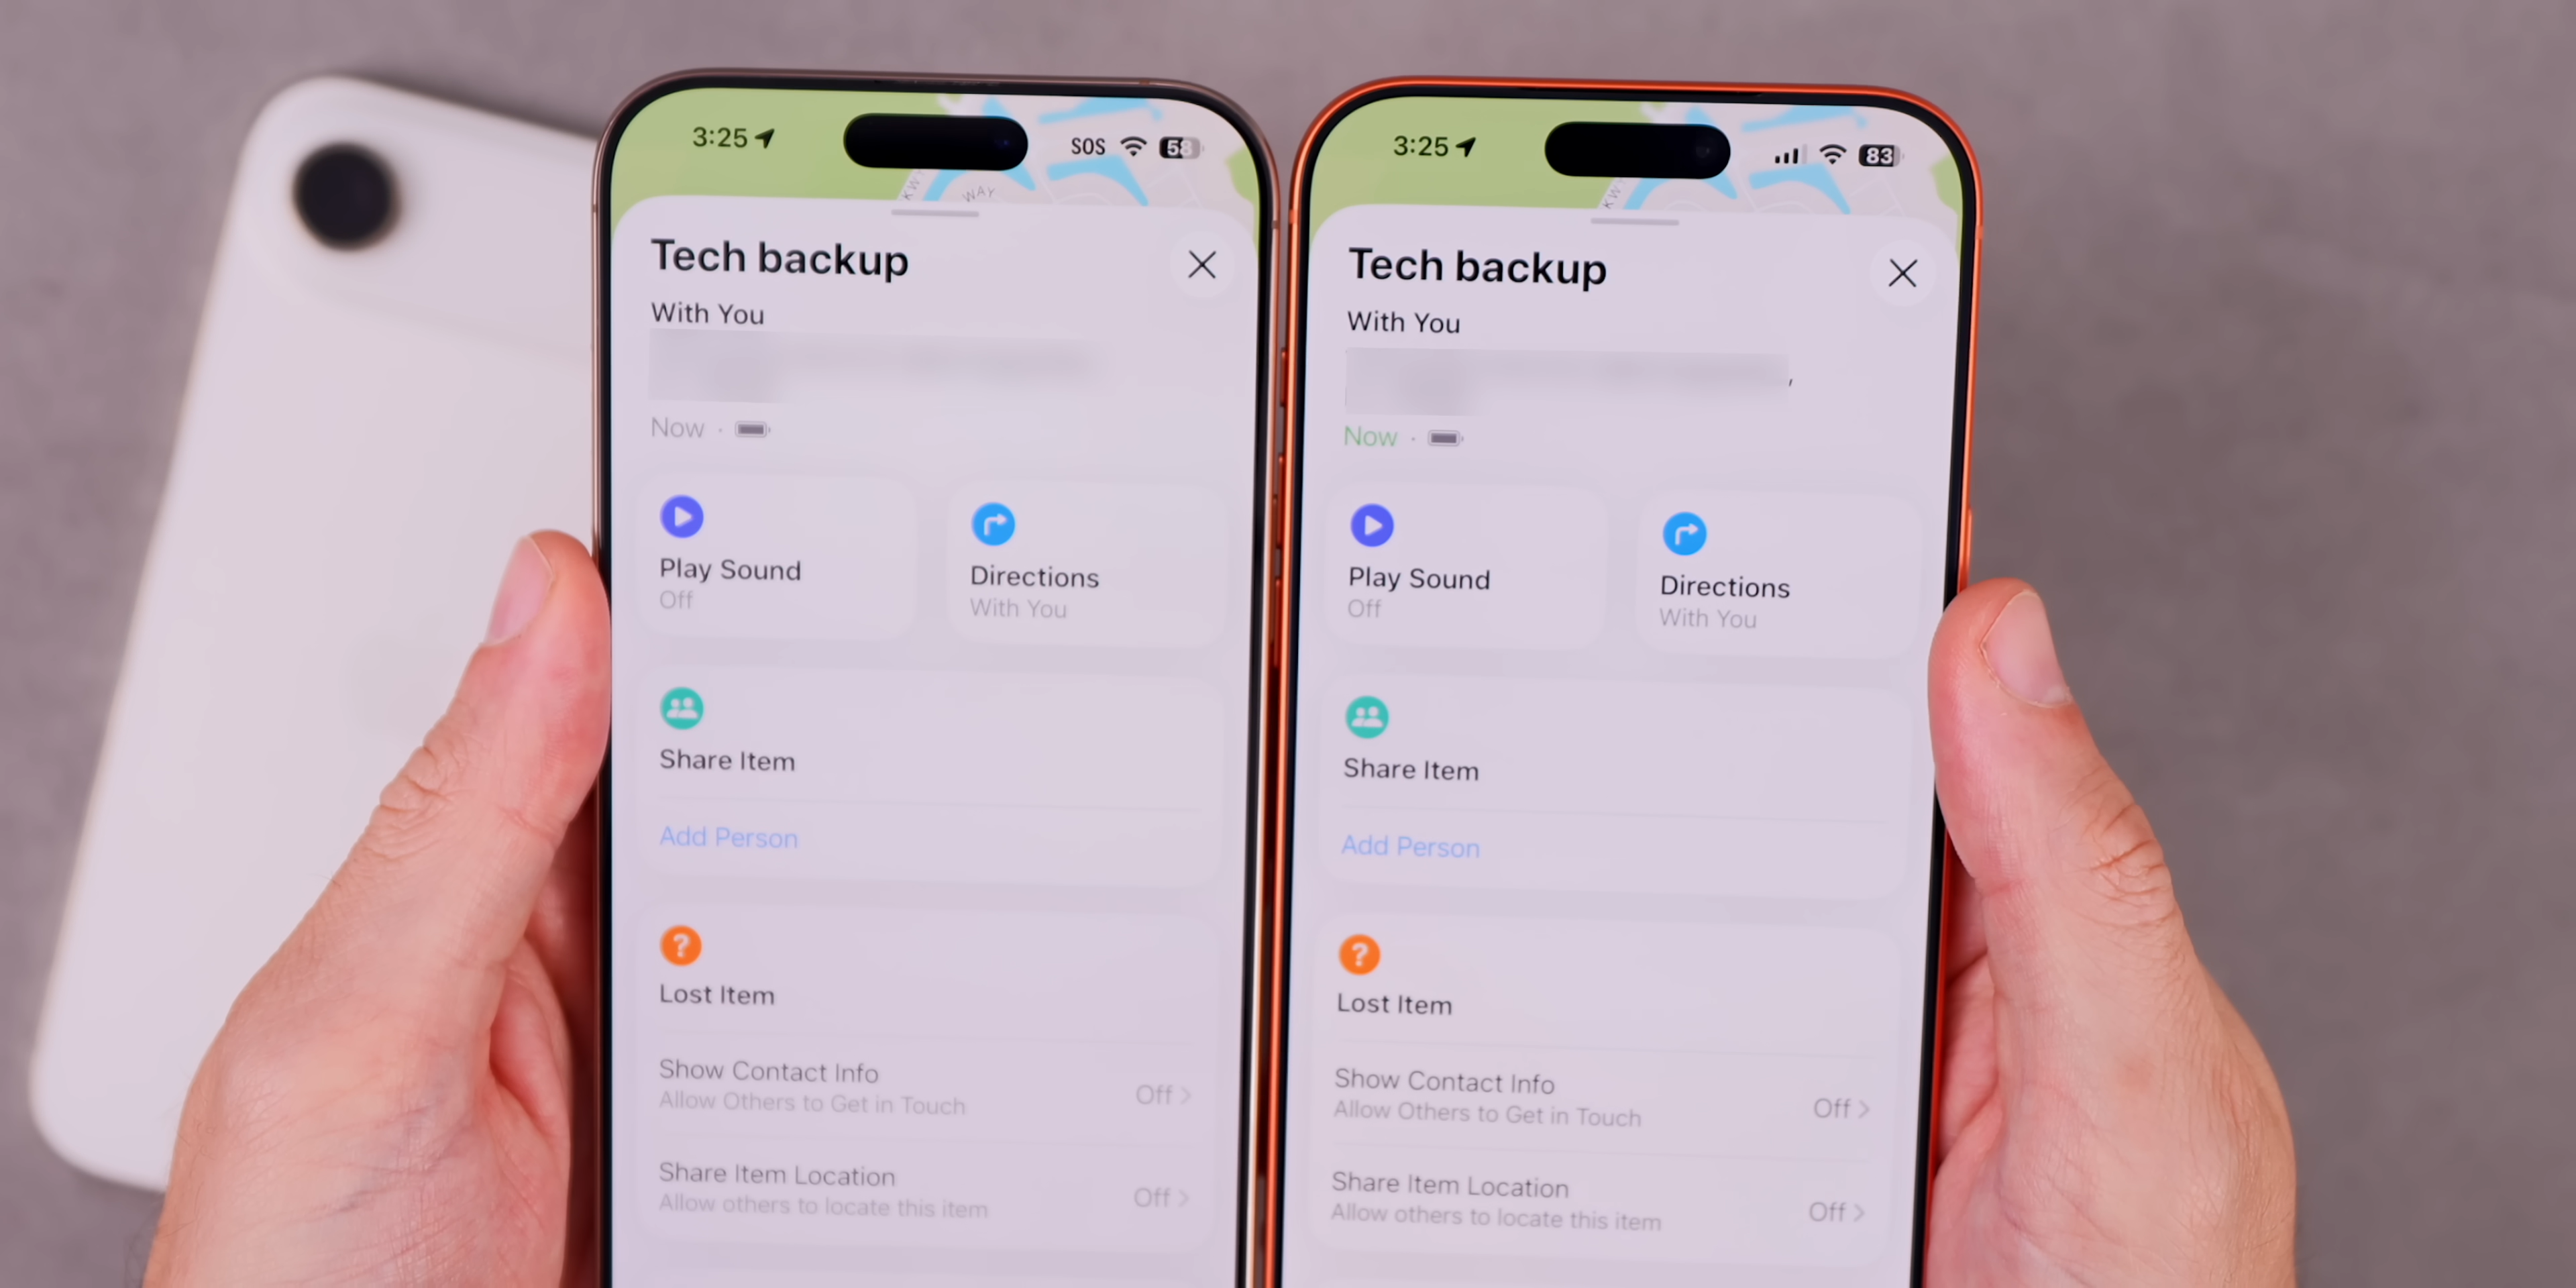 3:25 SOS 58
KW
WAY
Tech backup
With You
Now ·
Play Sound
Off
Directions
With You
Share Item
Add Person
Lost Item
Show Contact Info
Allow Others to Get in Touch
Off >
Share Item Location
Allow others to locate this item
Off >
3:25 83
KW
Tech backup
With You
,
Now ·
Play Sound
Off
Directions
With You
Share Item
Add Person
Lost Item
Show Contact Info
Allow Others to Get in Touch
Off >
Share Item Location
Allow others to locate this item
Off >